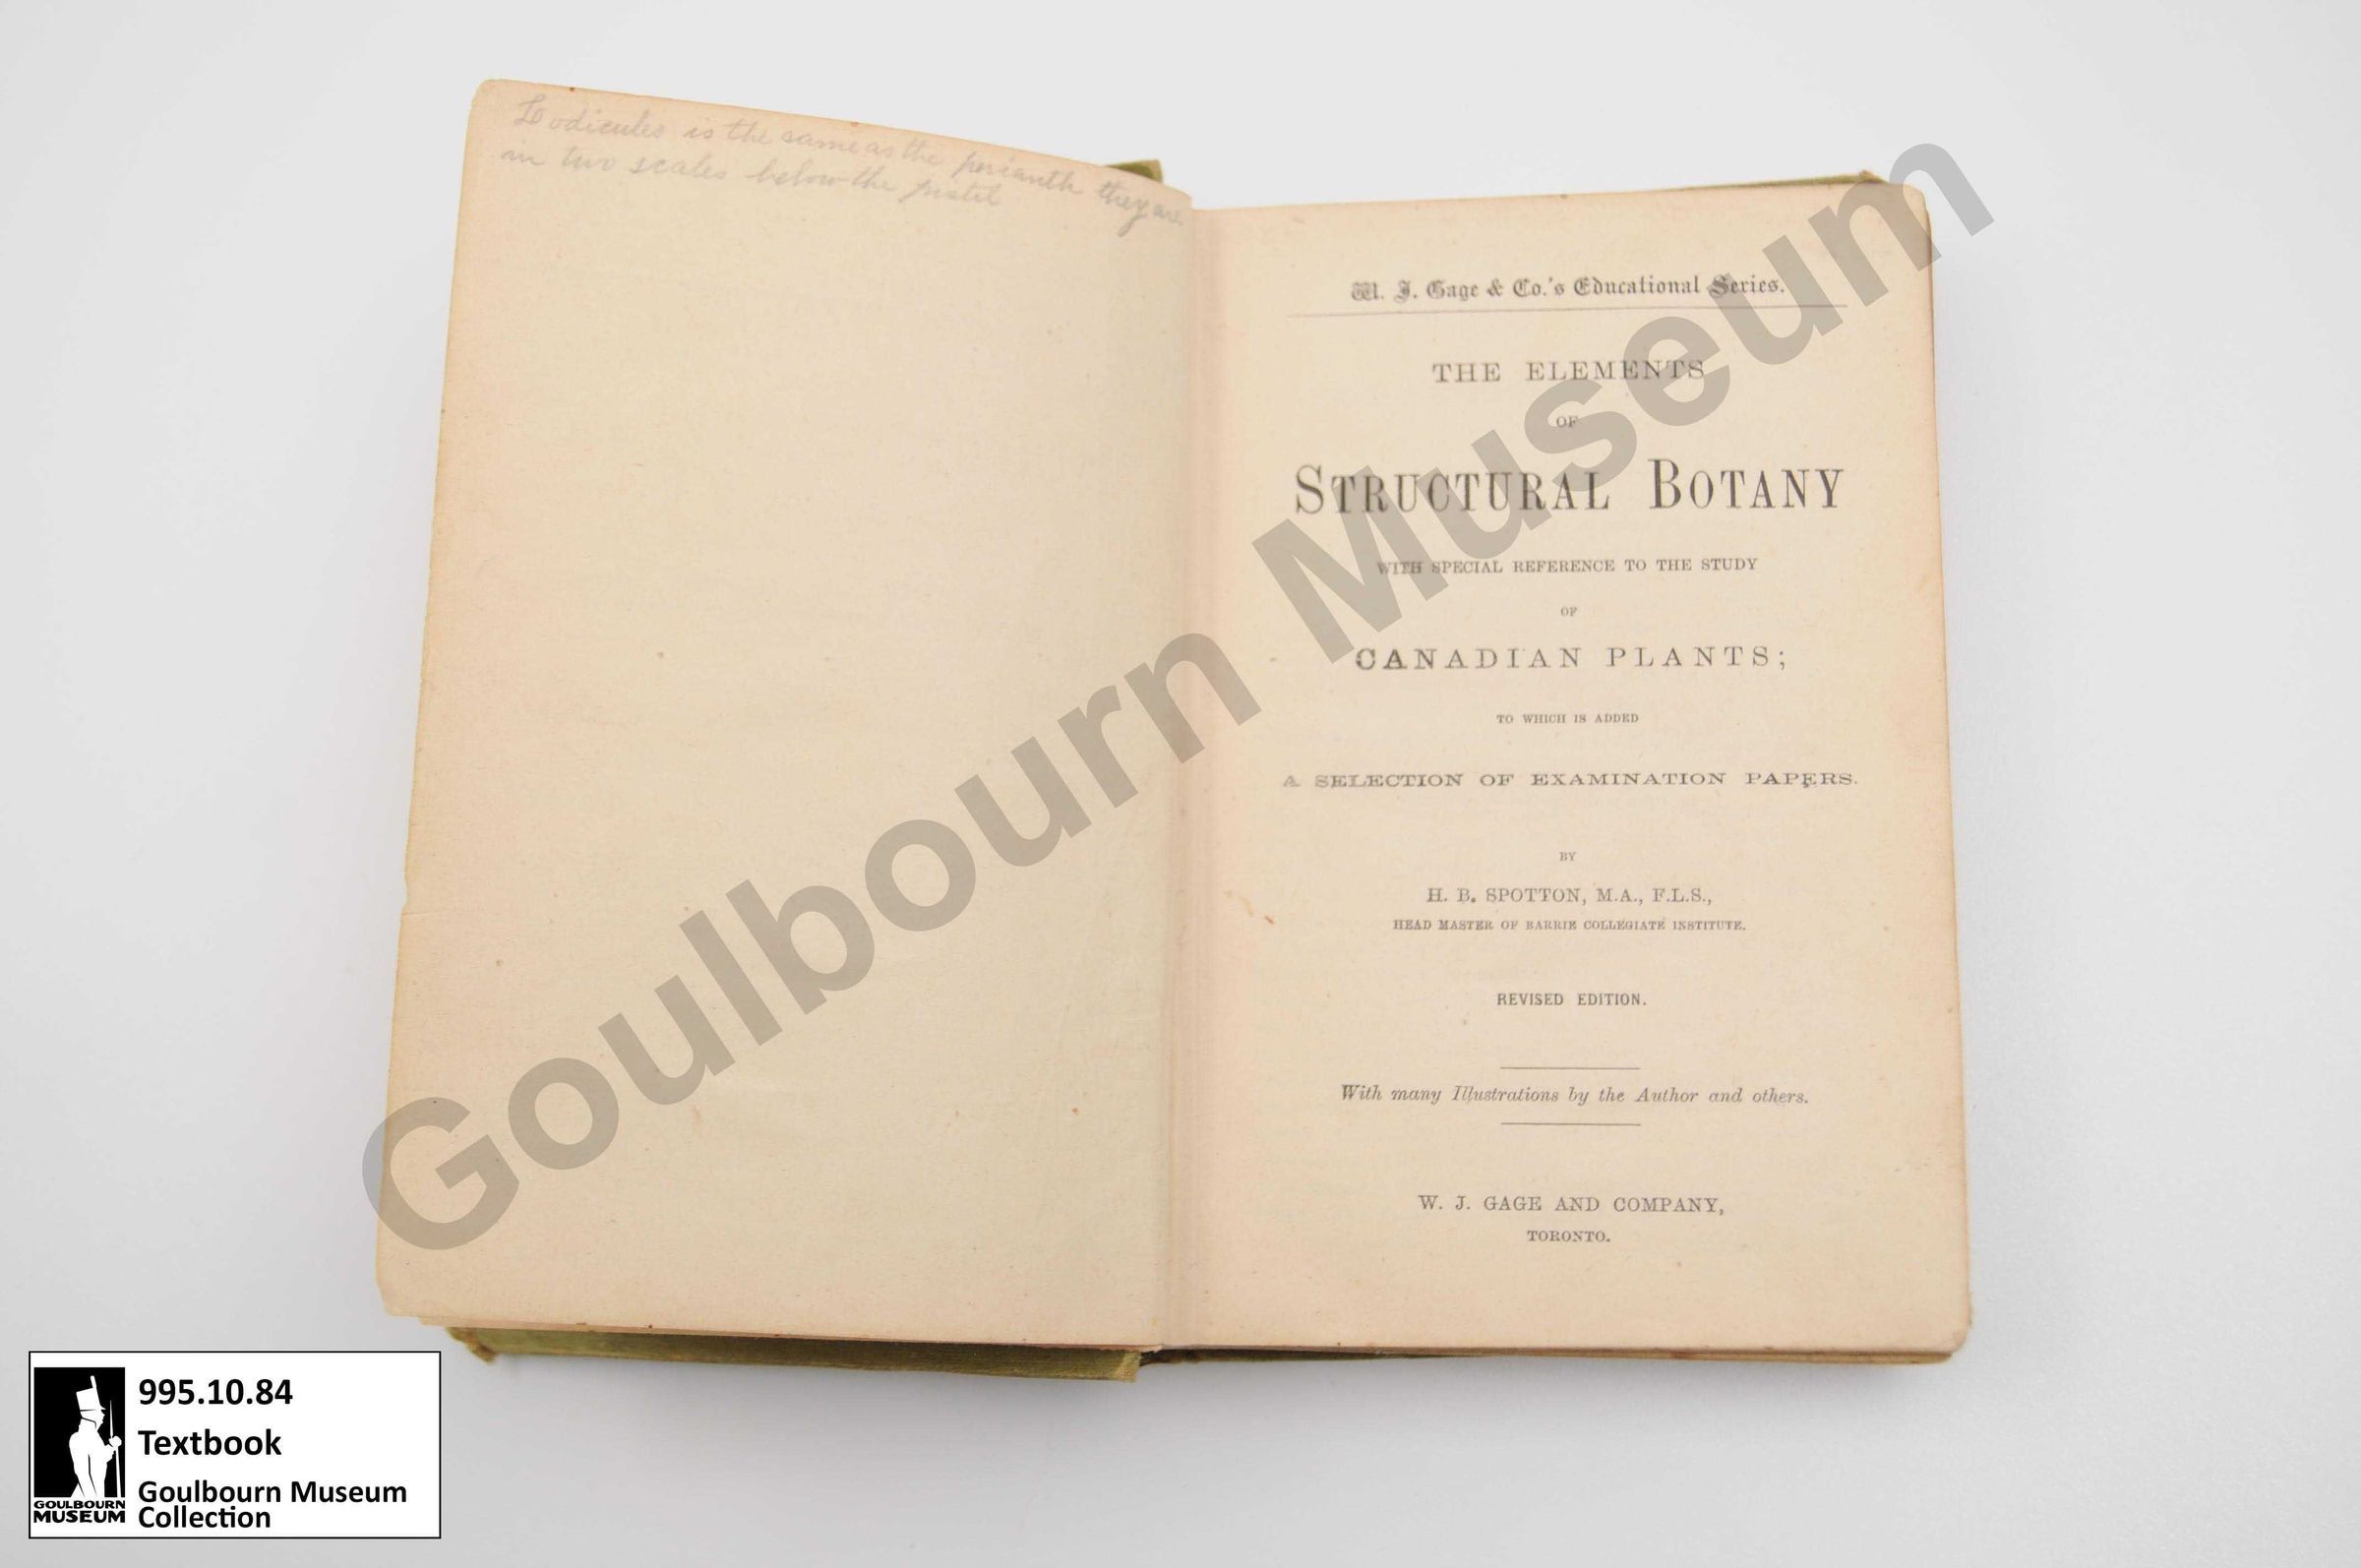 Lodicules is the same as the perianth they are
in two scales below the pistil
W. J. Gage & Co.'s Educational Series.
THE ELEMENTS
OF
STRUCTURAL BOTANY
WITH SPECIAL REFERENCE TO THE STUDY
OF
CANADIAN PLANTS;
TO WHICH IS ADDED
A SELECTION OF EXAMINATION PAPERS.
BY
H. B. SPOTTON, M.A., F.L.S.,
HEAD MASTER OF BARRIE COLLEGIATE INSTITUTE.
REVISED EDITION.
With many Illustrations by the Author and others.
W. J. GAGE AND COMPANY,
TORONTO.
Goulbourn Museum
995.10.84
Textbook
Goulbourn Museum
Collection
GOULBOURN
MUSEUM